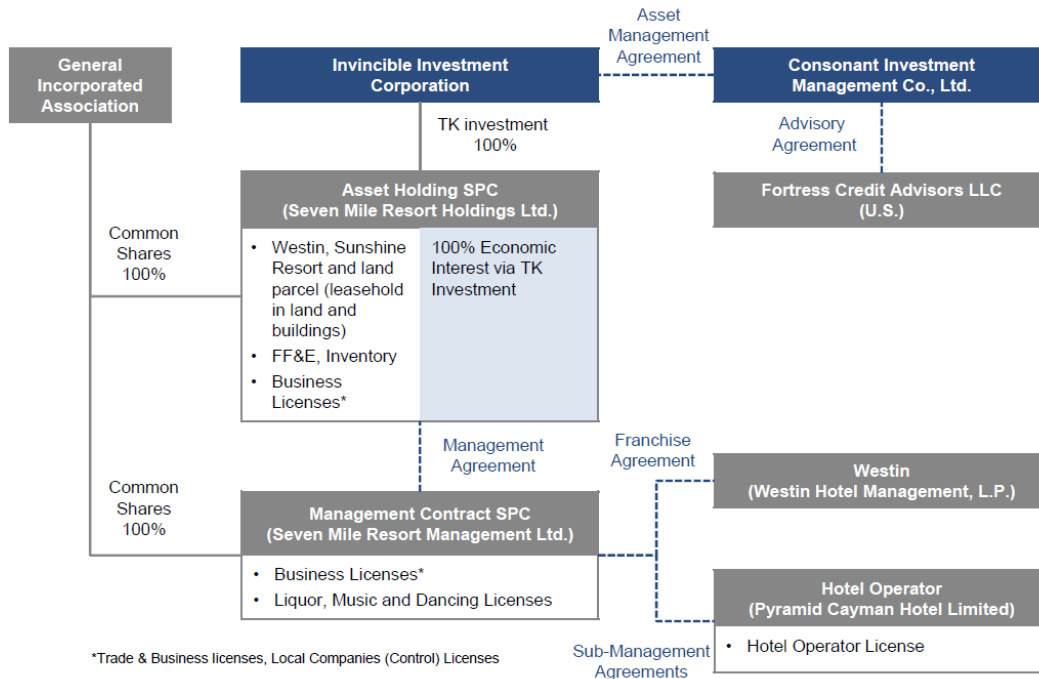 General
Incorporated
Association
Invincible Investment
Corporation
Asset
Management
Agreement
Consonant Investment
Management Co., Ltd.
TK investment
100%
Advisory
Agreement
Fortress Credit Advisors LLC
(U.S.)
Asset Holding SPC
(Seven Mile Resort Holdings Ltd.)
Common
Shares
100%
• Westin, Sunshine
Resort and land
parcel (leasehold
in land and
buildings)
• FF&E, Inventory
• Business
Licenses*
100% Economic
Interest via TK
Investment
Management
Agreement
Franchise
Agreement
Westin
(Westin Hotel Management, L.P.)
Common
Shares
100%
Management Contract SPC
(Seven Mile Resort Management Ltd.)
• Business Licenses*
• Liquor, Music and Dancing Licenses
Hotel Operator
(Pyramid Cayman Hotel Limited)
• Hotel Operator License
Sub-Management
Agreements
*Trade & Business licenses, Local Companies (Control) Licenses